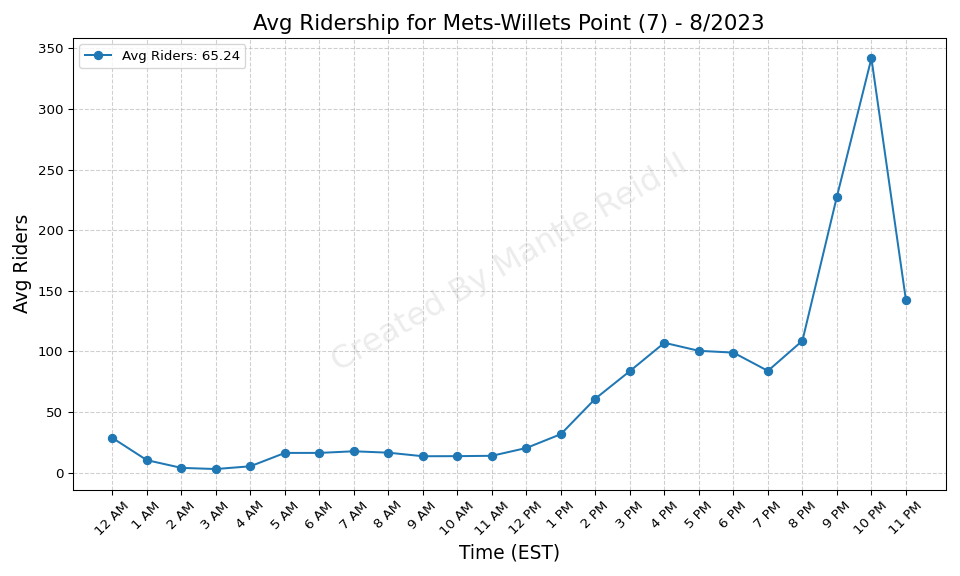 Avg Ridership for Mets-Willets Point (7) - 8/2023
Avg Riders: 65.24
350
300
250
200
150
100
50
0
Avg Riders
Created By Mantle Reid II
12 AM
1 AM
2 AM
3 AM
4 AM
5 AM
6 AM
7 AM
8 AM
9 AM
10 AM
11 AM
12 PM
1 PM
2 PM
3 PM
4 PM
5 PM
6 PM
7 PM
8 PM
9 PM
10 PM
11 PM
Time (EST)